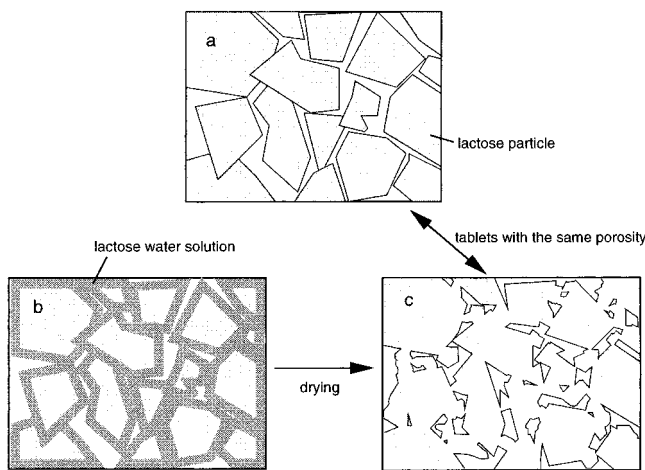 a
lactose particle
lactose water solution
tablets with the same porosity
b
c
drying